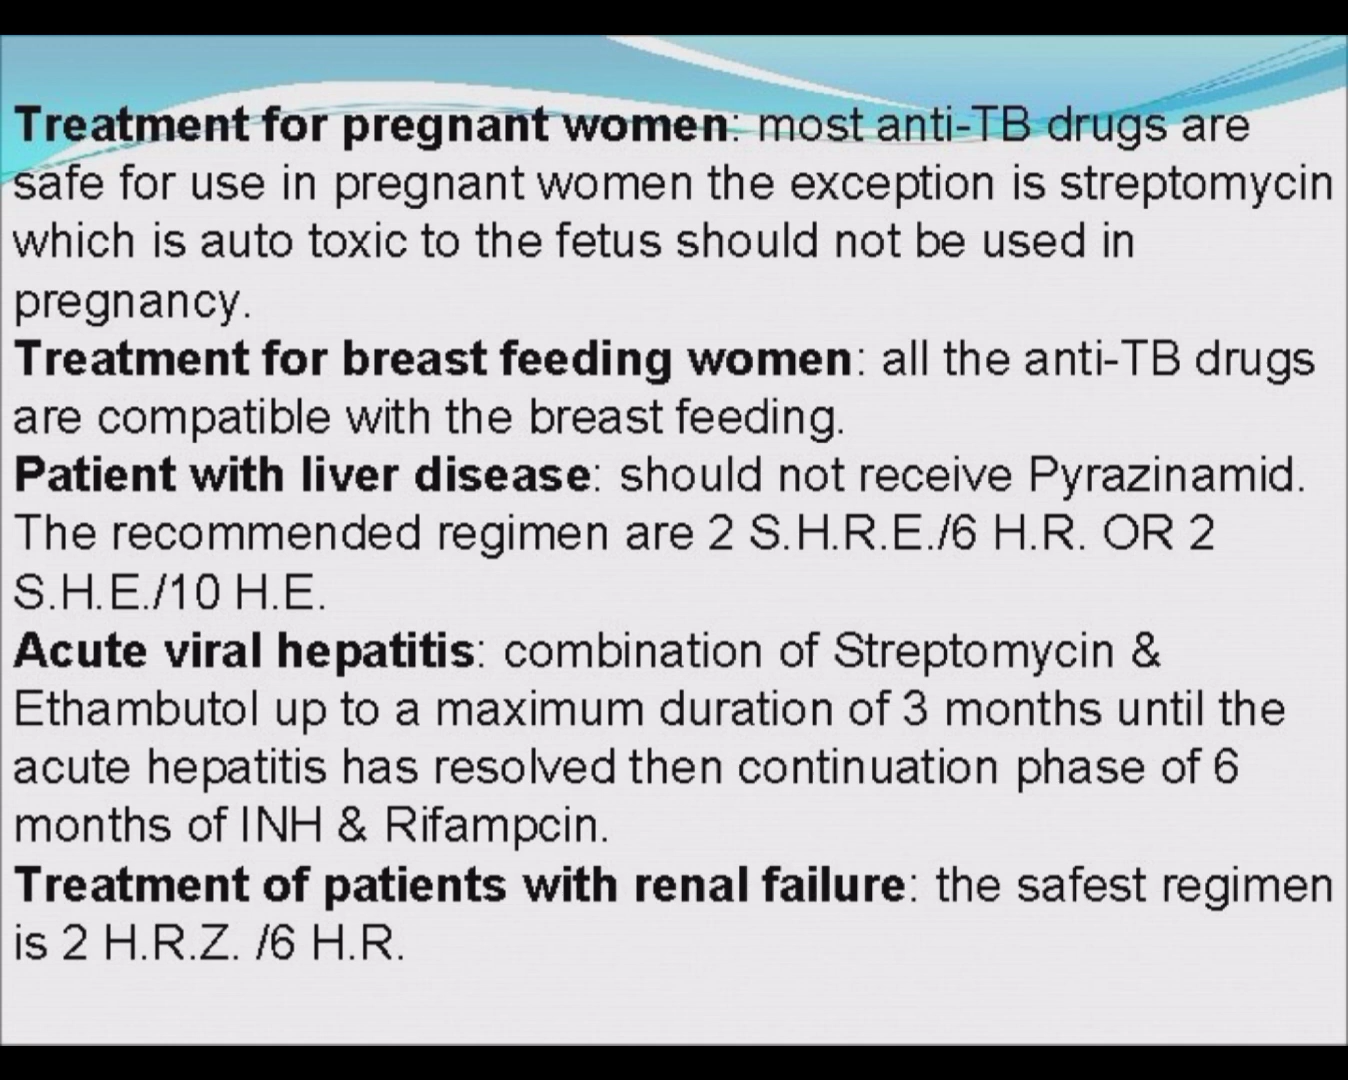 Treatment for pregnant women: most anti-TB drugs are
safe for use in pregnant women the exception is streptomycin
which is auto toxic to the fetus should not be used in
pregnancy.
Treatment for breast feeding women: all the anti-TB drugs
are compatible with the breast feeding.
Patient with liver disease: should not receive Pyrazinamid.
The recommended regimen are 2 S.H.R.E./6 H.R. OR 2
S.H.E./10 H.E.
Acute viral hepatitis: combination of Streptomycin &
Ethambutol up to a maximum duration of 3 months until the
acute hepatitis has resolved then continuation phase of 6
months of INH & Rifampcin.
Treatment of patients with renal failure: the safest regimen
is 2 H.R.Z. /6 H.R.